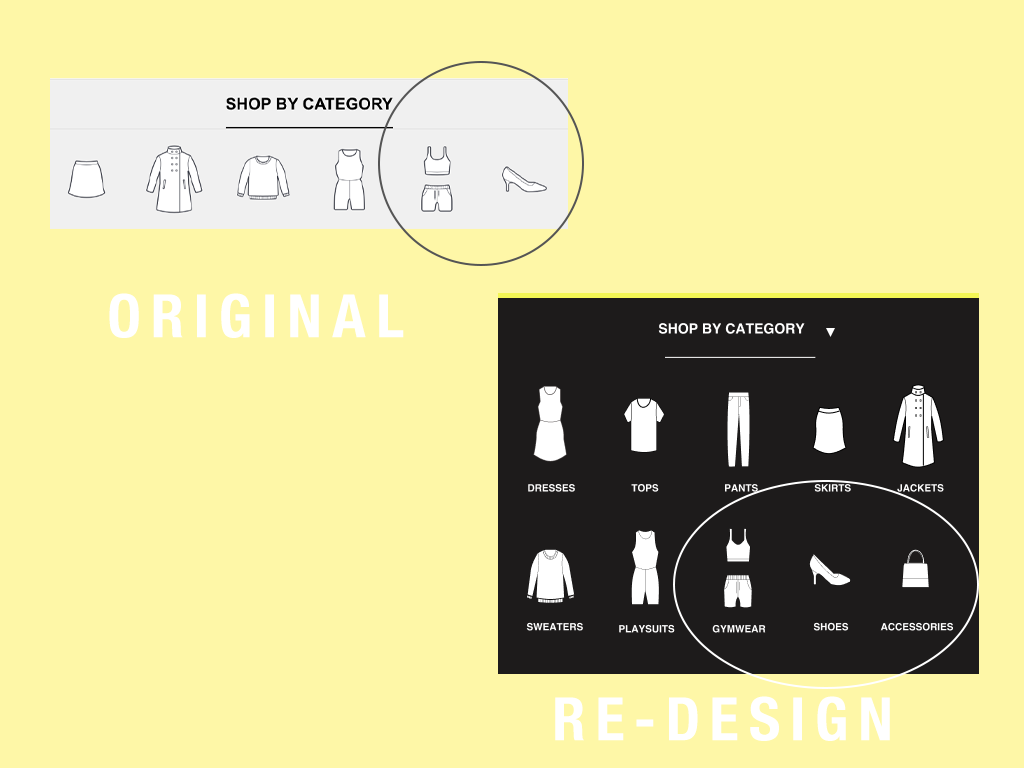 SHOP BY CATEGORY
ORIGINAL
SHOP BY CATEGORY ▼
DRESSES TOPS PANTS SKIRTS JACKETS
SWEATERS PLAYSUITS GYMWEAR SHOES ACCESSORIES
RE-DESIGN